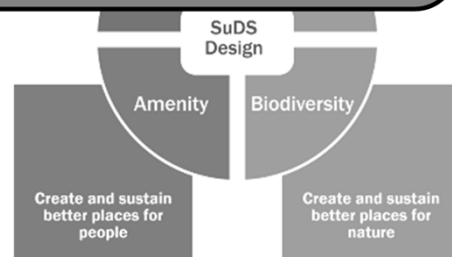 SuDS
Design
Amenity
Biodiversity
Create and sustain
better places for
people
Create and sustain
better places for
nature